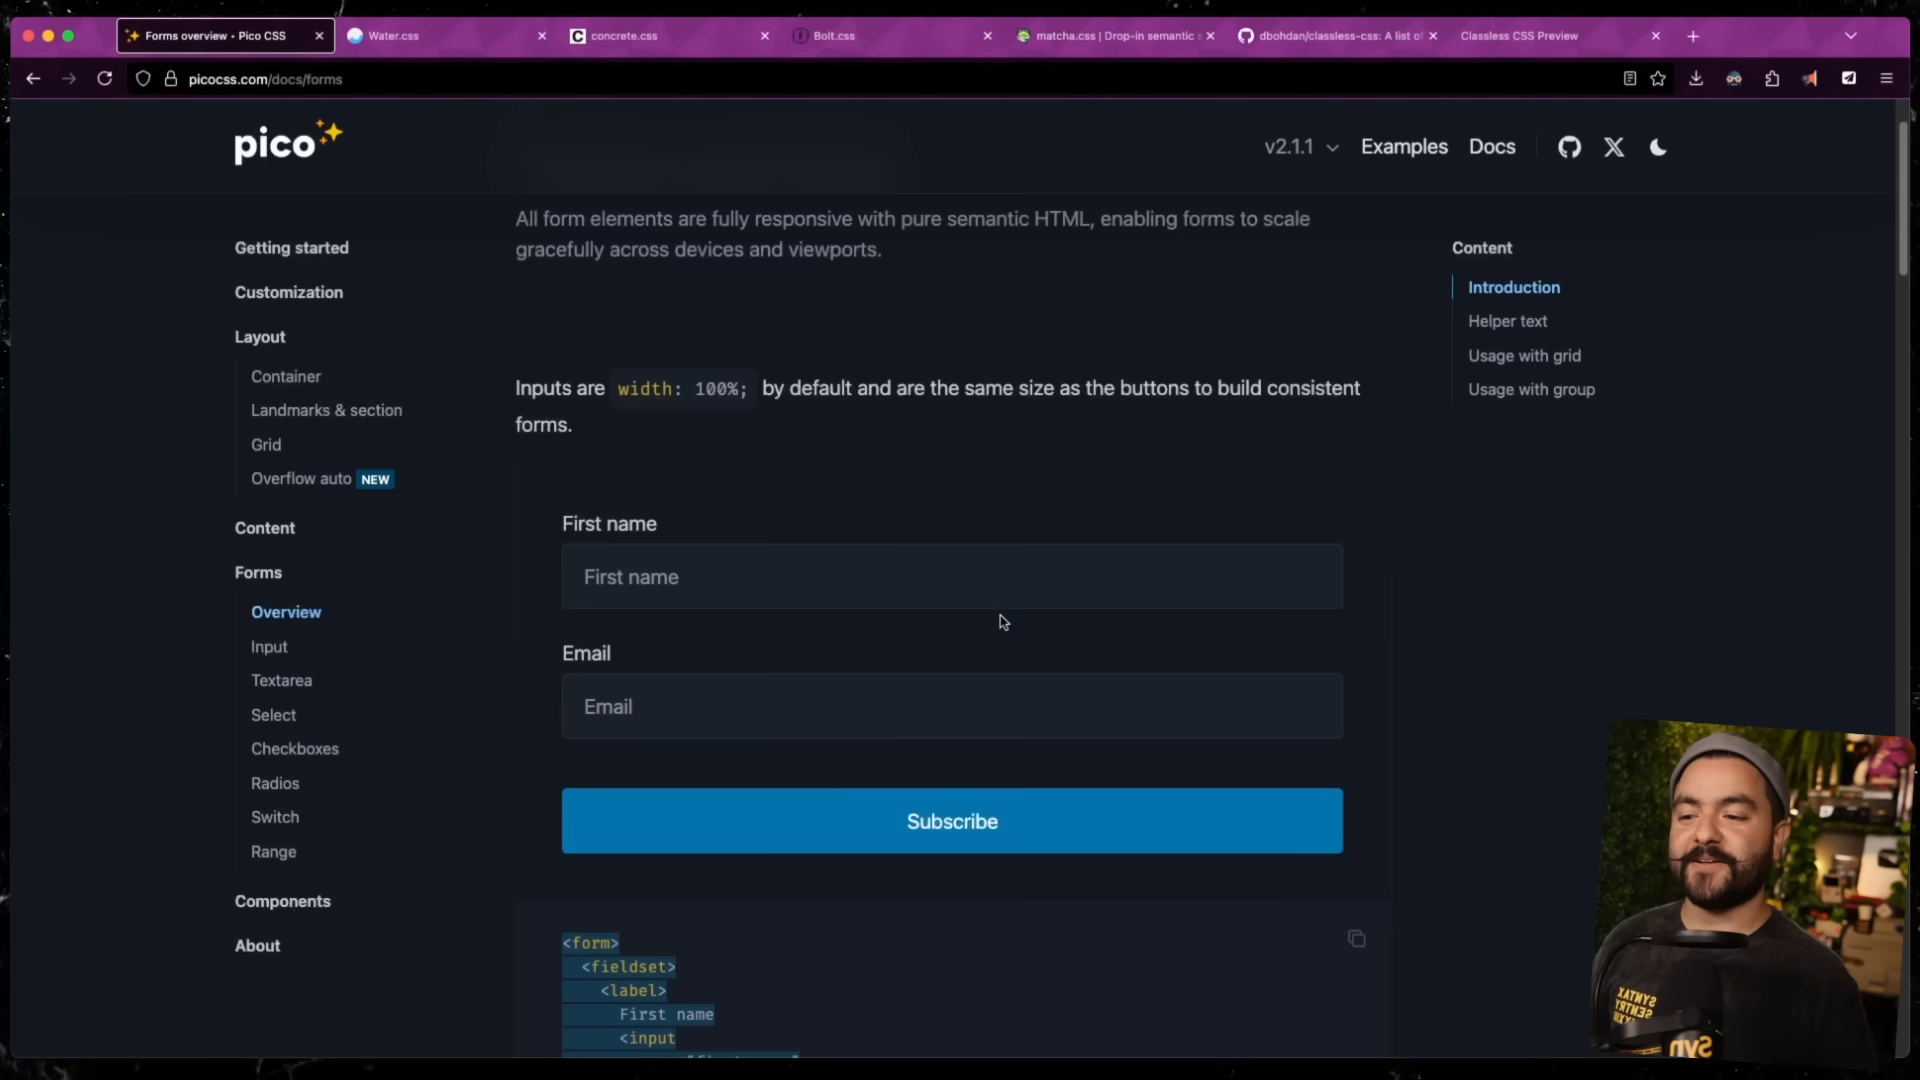 Forms overview • Pico CSS
Water.css
concrete.css
Bolt.css
matcha.css | Drop-in semantic
dbohdan/classless-css: A list of
Classless CSS Preview
picocss.com/docs/forms
pico
v2.1.1
Examples
Docs
All form elements are fully responsive with pure semantic HTML, enabling forms to scale
gracefully across devices and viewports.
Getting started
Customization
Layout
Container
Landmarks & section
Grid
Overflow auto NEW
Content
Forms
Overview
Input
Textarea
Select
Checkboxes
Radios
Switch
Range
Components
About
Inputs are width: 100%; by default and are the same size as the buttons to build consistent
forms.
First name
First name
Email
Email
Subscribe
<form>
<fieldset>
<label>
First name
<input
Content
Introduction
Helper text
Usage with grid
Usage with group
SYNTAX
SENTRY
Syn